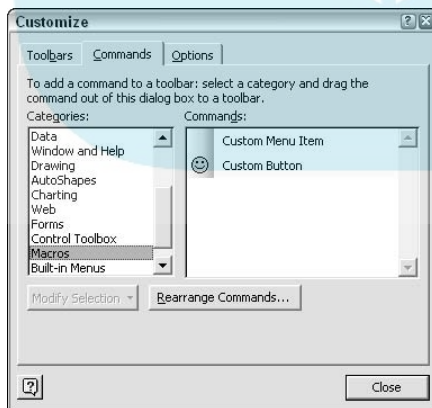 Customize
Toolbars Commands Options
To add a command to a toolbar: select a category and drag the
command out of this dialog box to a toolbar.
Categories: Commands:
Data
Window and Help
Drawing
AutoShapes
Charting
Web
Forms
Control Toolbox
Macros
Built-in Menus
Custom Menu Item
Custom Button
Modify Selection
Rearrange Commands...
Close